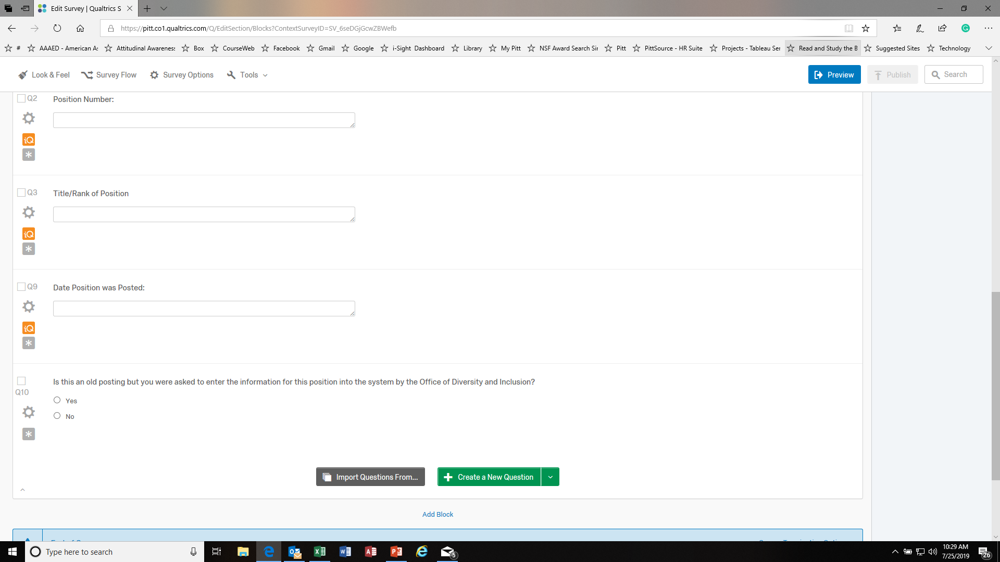 Edit Survey | Qualtrics S
https://pitt.co1.qualtrics.com/Q/EditSection/Blocks?ContextSurveyID=SV_6seDGjGcwZBWefb
# AAAED - American As Attitudinal Awareness Box CourseWeb Facebook Gmail Google i-Sight Dashboard Library My Pitt NSF Award Search Sir Pitt PittSource - HR Suite Projects - Tableau Ser Read and Study the B Suggested Sites Technology
Look & Feel Survey Flow Survey Options Tools Preview Publish Search
Q2 Position Number:
iQ
*
Q3 Title/Rank of Position
iQ
*
Q9 Date Position was Posted:
iQ
*
Is this an old posting but you were asked to enter the information for this position into the system by the Office of Diversity and Inclusion?
Q10
Yes
No
*
Import Questions From... Create a New Question
Add Block
Type here to search
5
10:29 AM
7/25/2019
26